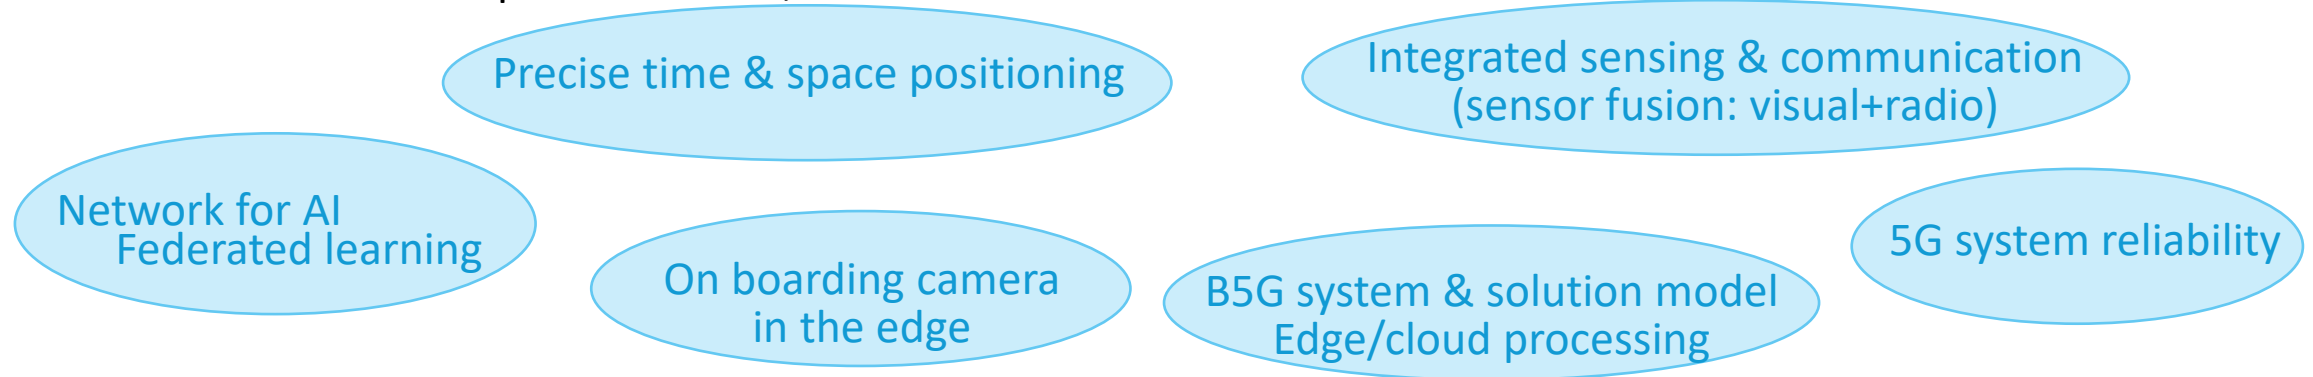 Precise time & space positioning
Integrated sensing & communication
(sensor fusion: visual+radio)
Network for AI
Federated learning
On boarding camera
in the edge
B5G system & solution model
Edge/cloud processing
5G system reliability